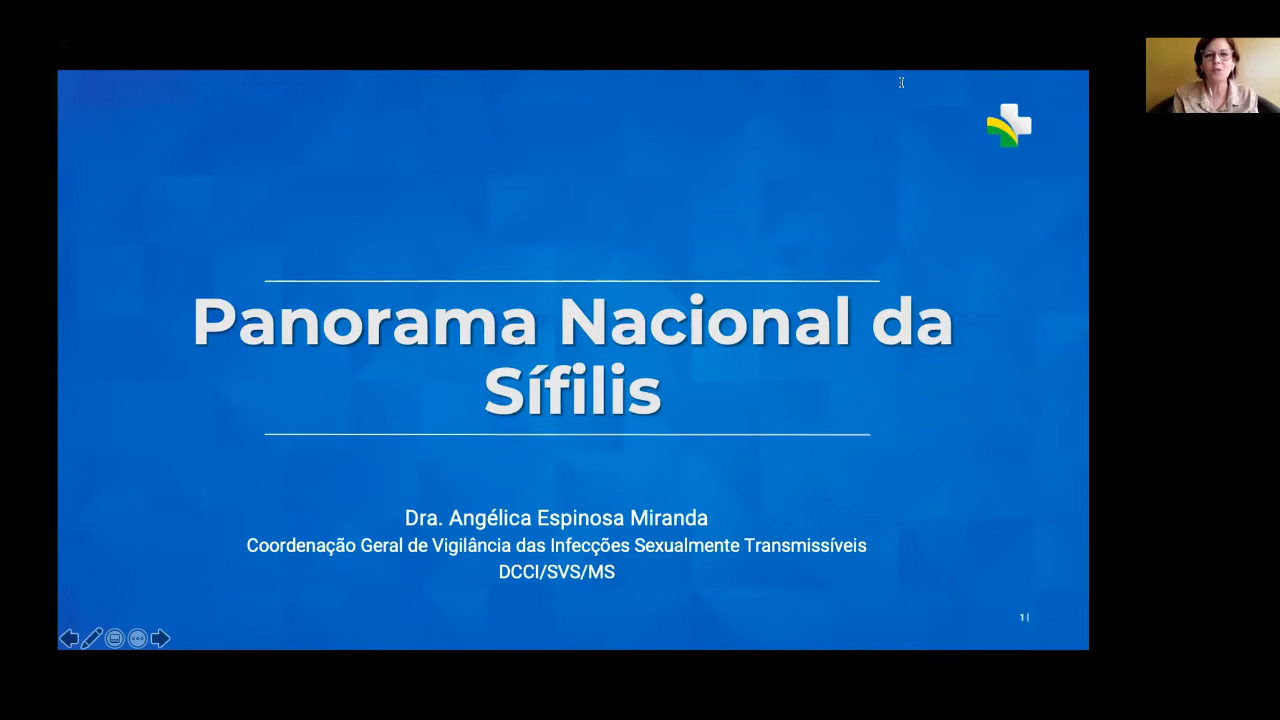 Panorama Nacional da
Sífilis
Dra. Angélica Espinosa Miranda
Coordenação Geral de Vigilância das Infecções Sexualmente Transmissíveis
DCCI/SVS/MS
1 |